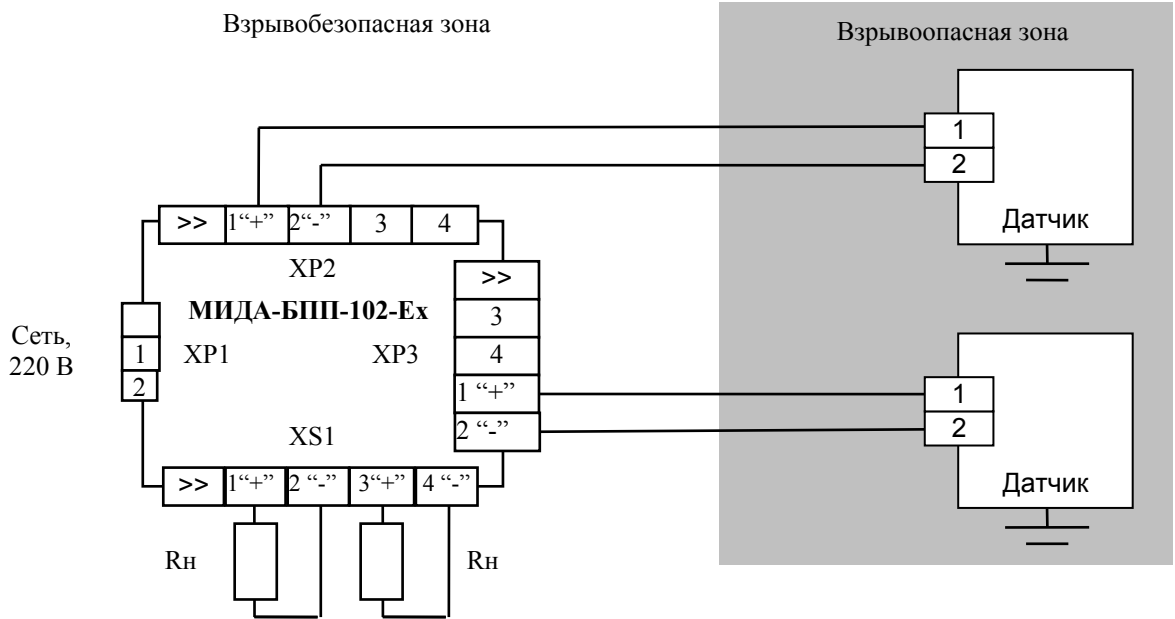 Взрывобезопасная зона
Взрывоопасная зона
1
2
Датчик
>> 1“+” 2“-” 3 4
XP2
МИДА-БПП-102-Ех
>>
3
4
1 “+”
2 “-”
XP3
Сеть,
220 В
1
2
XP1
1
2
Датчик
XS1
>> 1“+” 2 “-” 3“+” 4 “-”
Rн
Rн